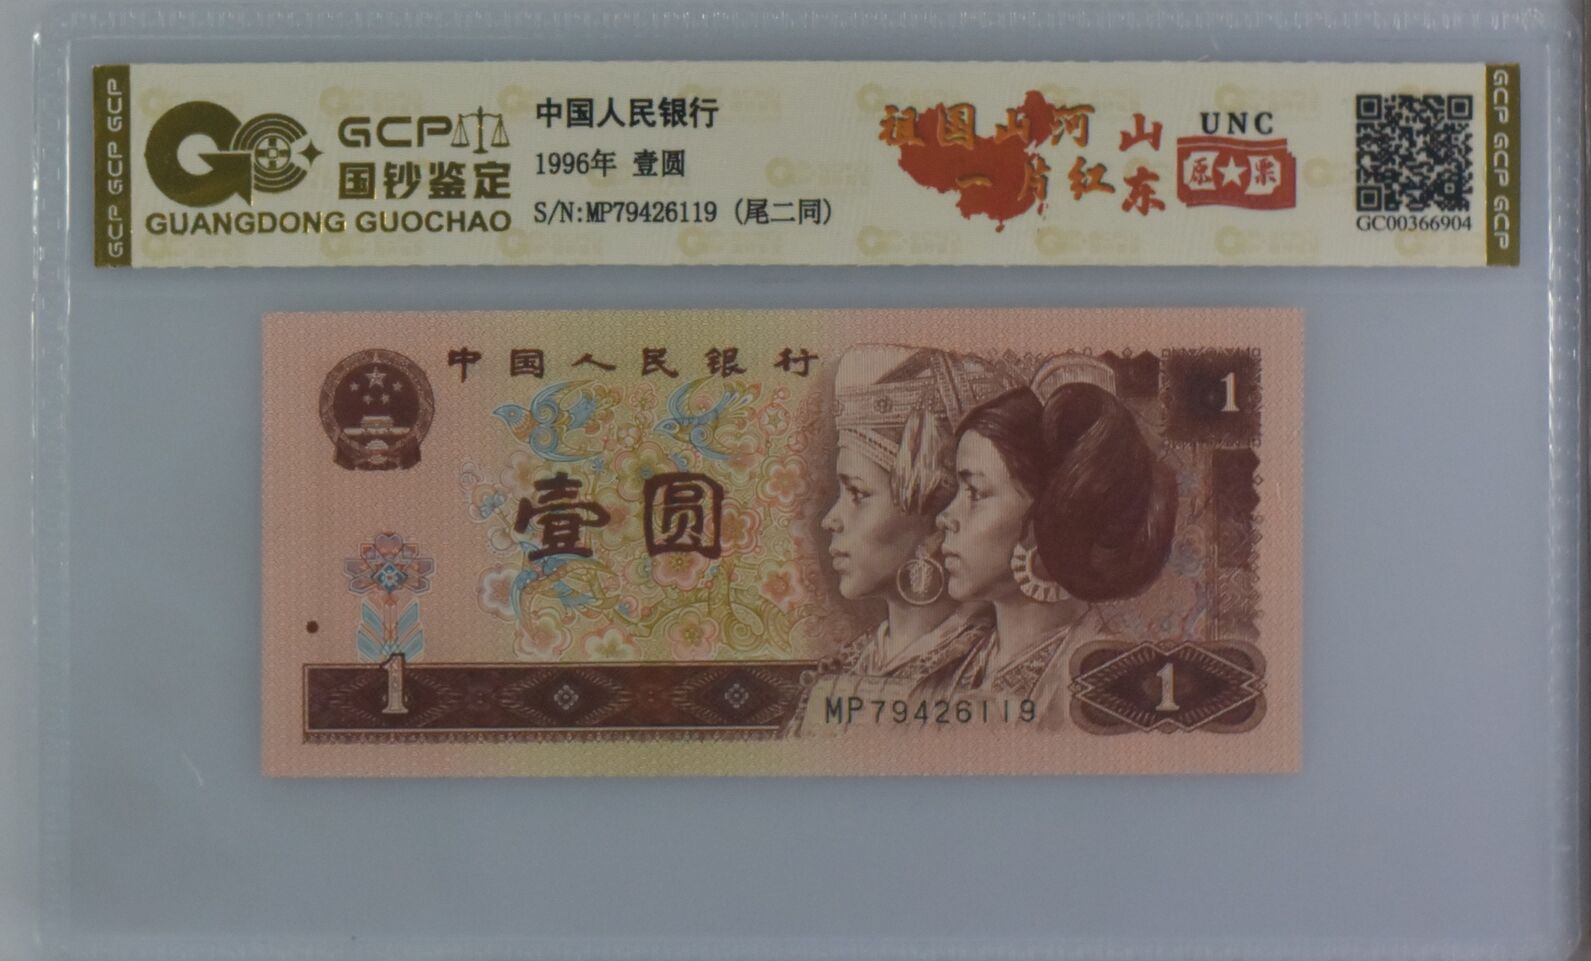 GCP GCP GCP
GCP
国钞鉴定
GUANGDONG GUOCHAO
中国人民银行
1996年 壹圆
S/N:MP79426119 (尾二同)
祖国山河
一片红
山东
UNC
原★票
GC00366904
GCP GCP GCP
中国人民银行
1
壹圆
1
MP79426119
1